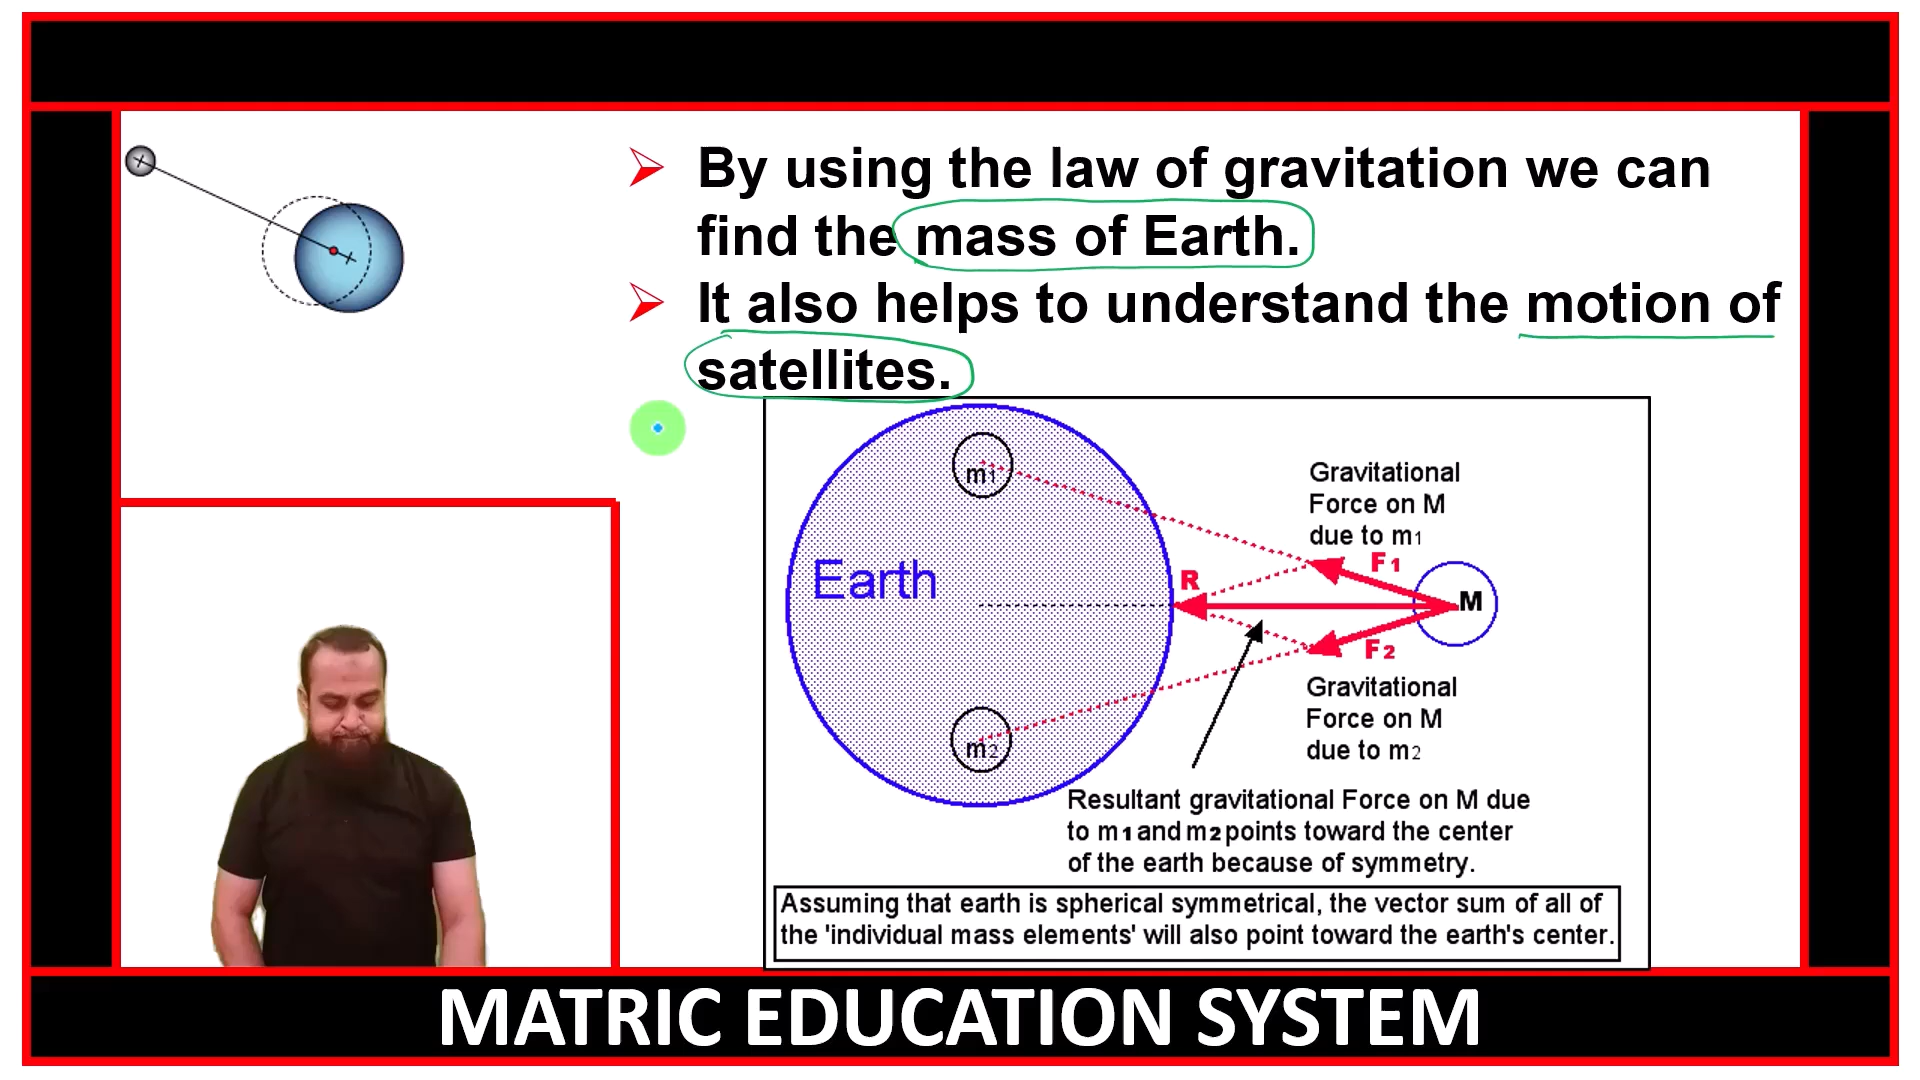 By using the law of gravitation we can
find the mass of Earth.
It also helps to understand the motion of
satellites.
m1
Gravitational
Force on M
due to m1
Earth
R
F1
M
F2
Gravitational
Force on M
due to m2
m2
Resultant gravitational Force on M due
to m1 and m2 points toward the center
of the earth because of symmetry.
Assuming that earth is spherical symmetrical, the vector sum of all of
the 'individual mass elements' will also point toward the earth's center.
MATRIC EDUCATION SYSTEM